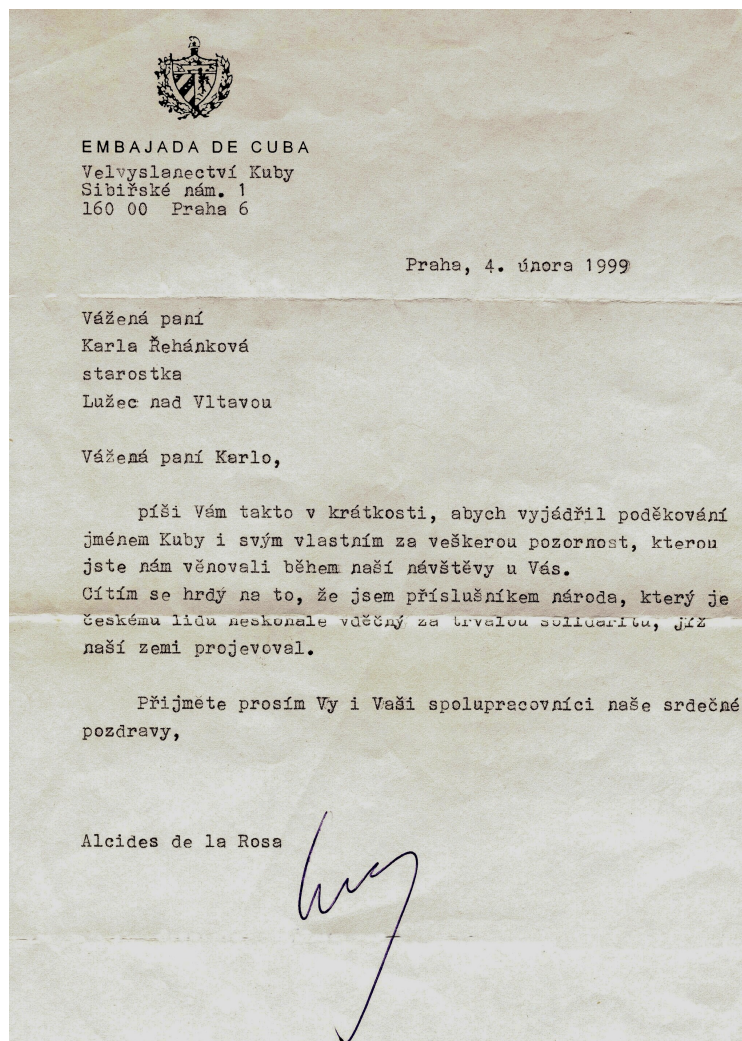 EMBAJADA DE CUBA
Velvyslanectví Kuby
Sibiřské nám. 1
160 00 Praha 6
Praha, 4. února 1999
Vážená paní
Karla Řehánková
starostka
Lužec nad Vltavou
Vážená paní Karlo,
píši Vám takto v krátkosti, abych vyjádřil poděkování
jménem Kuby i svým vlastním za veškerou pozornost, kterou
jste nám věnovali během naší návštěvy u Vás.
Cítím se hrdý na to, že jsem příslušníkem národa, který je
českému lidu neskonale vděčný za trvalou solidaritu, jíž
naší zemi projevoval.
Přijmete prosím Vy i Vaši spolupracovníci naše srdečné
pozdravy,
Alcides de la Rosa